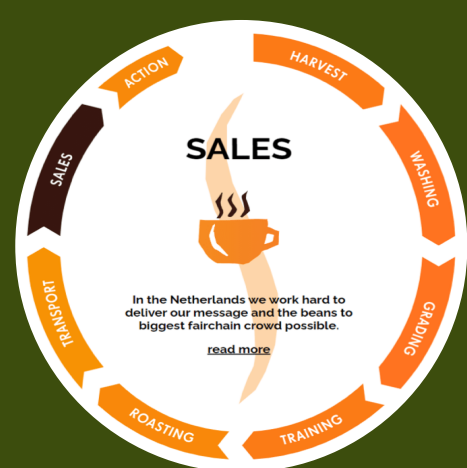 HARVEST
WASHING
GRADING
TRAINING
ROASTING
TRANSPORT
SALES
ACTION
SALES
In the Netherlands we work hard to
deliver our message and the beans to
biggest fairchain crowd possible.
read more